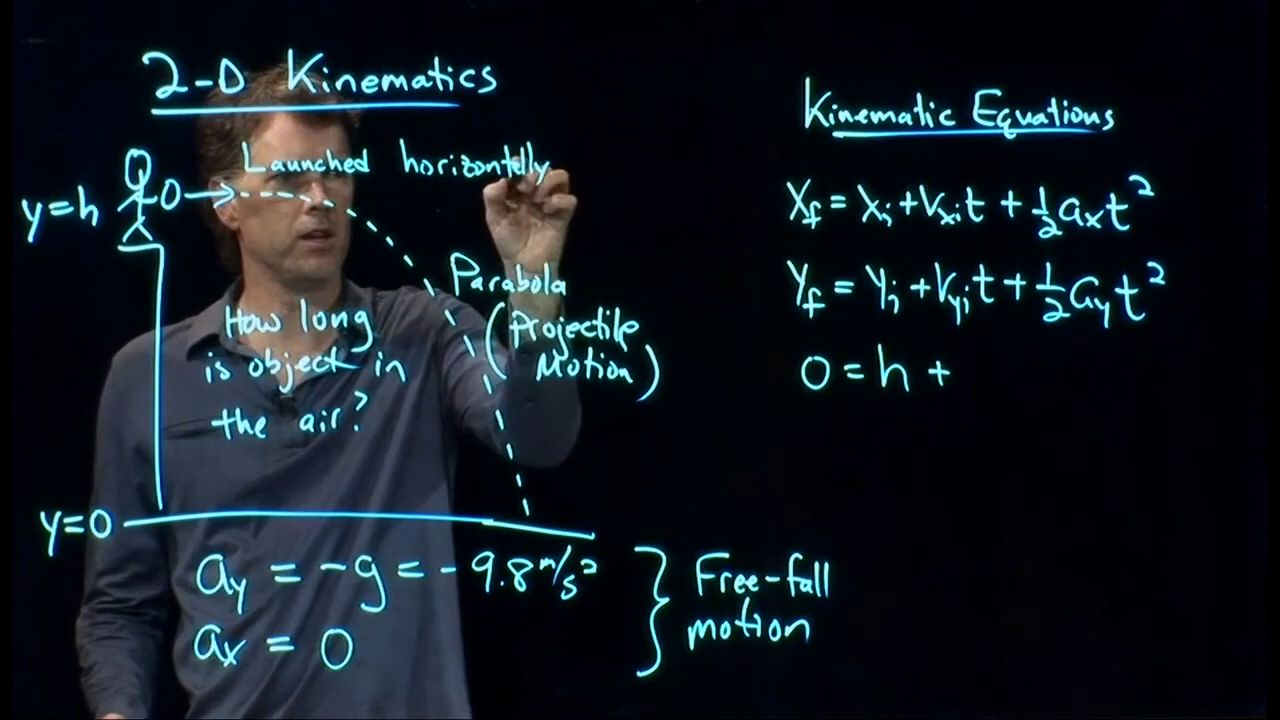 2-D Kinematics
Launched horizontally
y=h
Parabola
(Projectile
Motion)
How long
is object in
the air?
y=0
a_y = -g = -9.8 m/s²
a_x = 0
} Free-fall
motion
Kinematic Equations
x_f = x_i + v_xi t + ½ a_x t²
y_f = y_i + v_yi t + ½ a_y t²
0 = h +